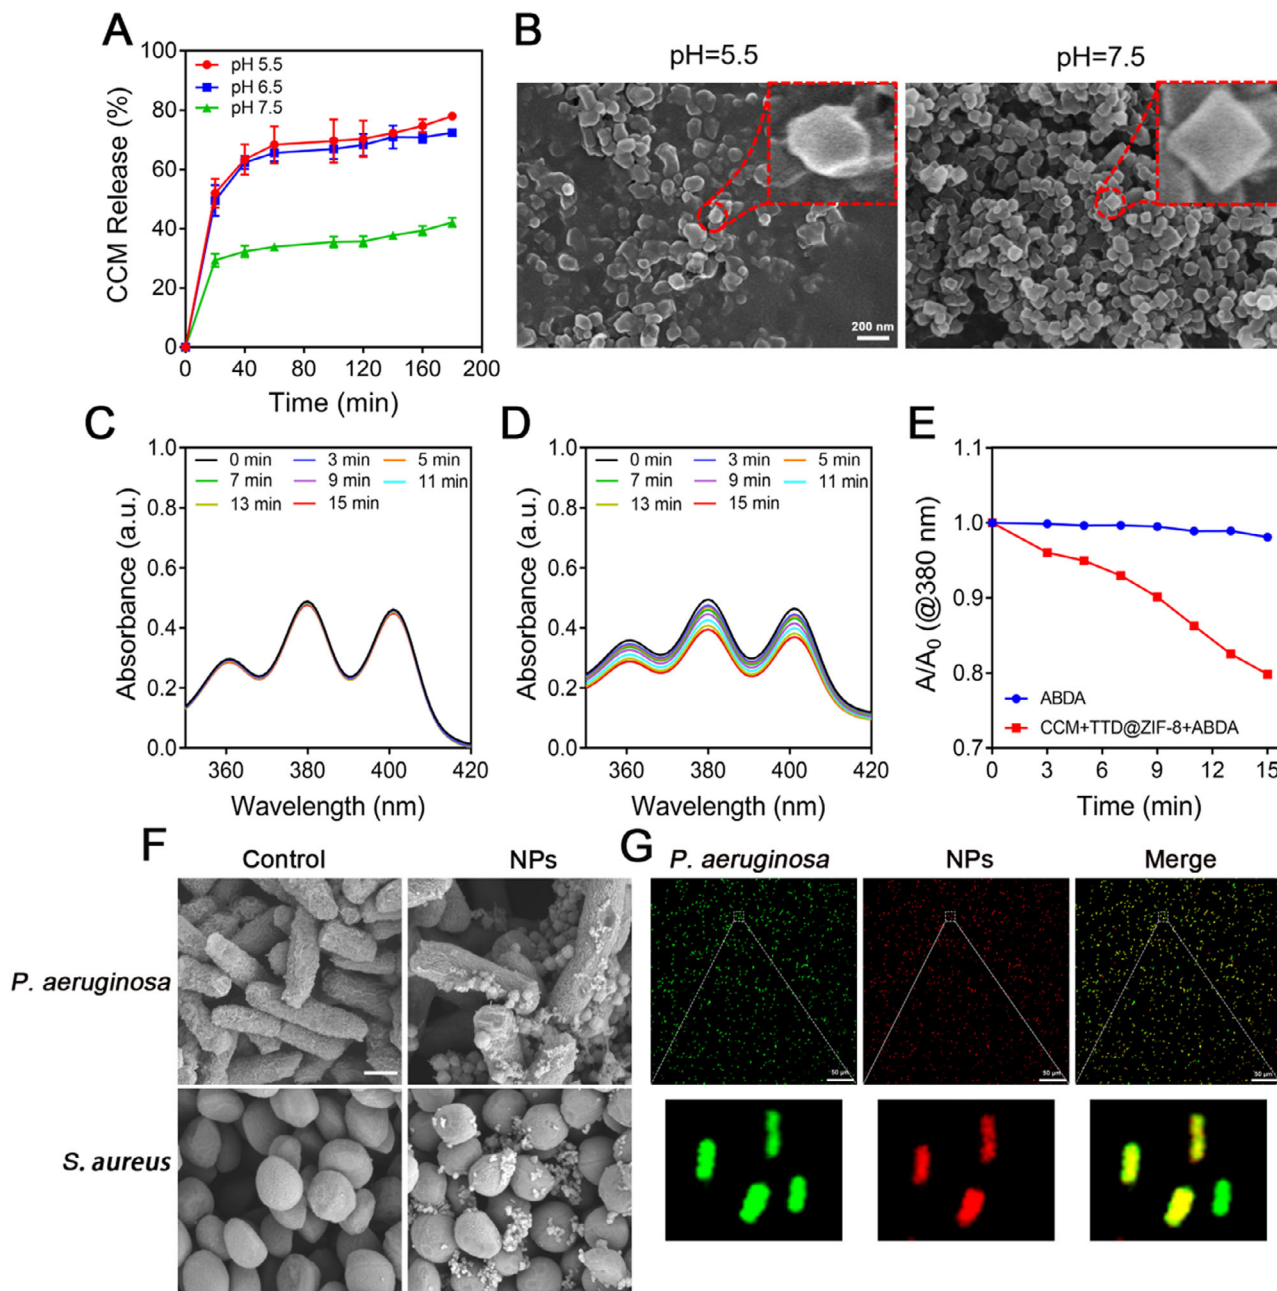 A
CCM Release (%)
100
80
60
40
20
0
pH 5.5
pH 6.5
pH 7.5
0 40 80 120 160 200
Time (min)
B
pH=5.5 pH=7.5
200 nm
C
Absorbance (a.u.)
1.0
0.8
0.6
0.4
0.2
0.0
0 min 3 min 5 min
7 min 9 min 11 min
13 min 15 min
360 380 400 420
Wavelength (nm)
D
Absorbance (a.u.)
1.0
0.8
0.6
0.4
0.2
0.0
0 min 3 min 5 min
7 min 9 min 11 min
13 min 15 min
360 380 400 420
Wavelength (nm)
E
A/A₀ (@380 nm)
1.1
1.0
0.9
0.8
0.7
ABDA
CCM+TTD@ZIF-8+ABDA
0 3 6 9 12 15
Time (min)
F
Control NPs
P. aeruginosa
S. aureus
G
P. aeruginosa NPs Merge
50 µm 50 µm 50 µm